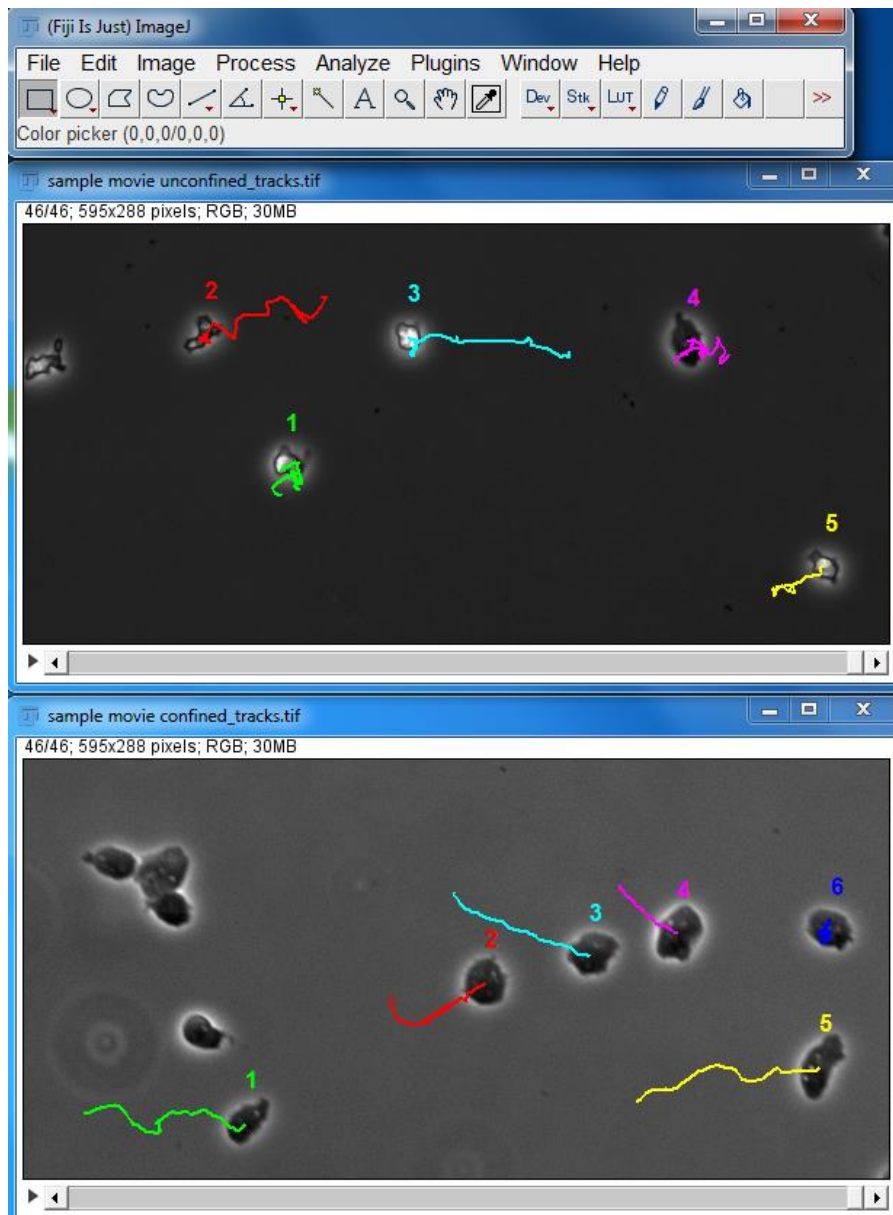 (Fiji Is Just) ImageJ
File Edit Image Process Analyze Plugins Window Help
A Dev Stk LUT >>
Color picker (0,0,0/0,0,0)
sample movie unconfined_tracks.tif
46/46; 595x288 pixels; RGB; 30MB
2 3 4
1
5
sample movie confined_tracks.tif
46/46; 595x288 pixels; RGB; 30MB
2 3 4 6
5
1